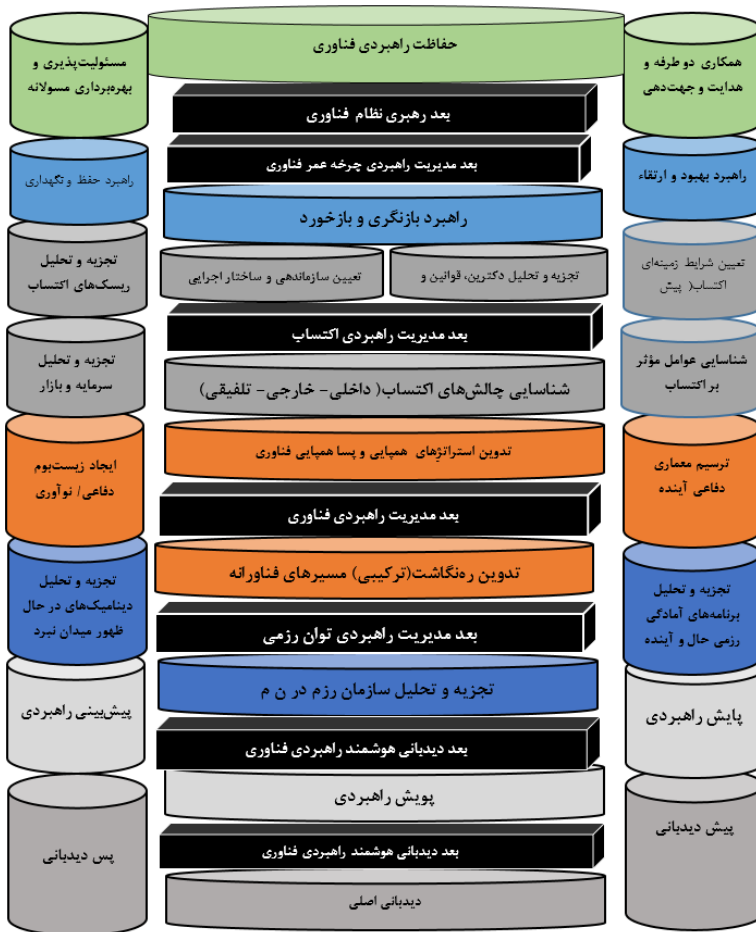 همکاری دو طرفه و
هدایت و جهت‌دهی
حفاظت راهبردی فناوری
مسئولیت‌پذیری و
بهره‌برداری مسولانه
بعد رهبری نظام فناوری
بعد مدیریت راهبردی چرخه عمر فناوری
راهبرد بهبود و ارتقاء
راهبرد بازنگری و بازخورد
راهبرد حفظ و نگهداری
تعیین شرایط زمینه‌ای
اکتساب( پیش
تجزیه و تحلیل دکترین، قوانین و
تعیین سازماندهی و ساختار اجرایی
تجزیه و تحلیل
ریسک‌های اکتساب
بعد مدیریت راهبردی اکتساب
شناسایی عوامل مؤثر
بر اکتساب
شناسایی چالش‌های اکتساب( داخلی- خارجی- تلفیقی)
تجزیه و تحلیل
سرمایه و بازار
ترسیم معماری
دفاعی آینده
تدوین استراتژِهای همپایی و پسا همپایی فناوری
ایجاد زیست‌بوم
دفاعی/ نوآوری
بعد مدیریت راهبردی فناوری
تدوین ره‌نگاشت(ترکیبی) مسیرهای فناورانه
تجزیه و تحلیل
برنامه‌های آمادگی
رزمی حال و آینده
تجزیه و تحلیل
دینامیک‌های در حال
ظهور میدان نبرد
بعد مدیریت راهبردی توان رزمی
تجزیه و تحلیل سازمان رزم در ن م
پایش راهبردی
پیش‌بینی راهبردی
بعد دیدبانی هوشمند راهبردی فناوری
پویش راهبردی
بعد دیدبانی هوشمند راهبردی فناوری
پیش دیدبانی
دیدبانی اصلی
پس دیدبانی